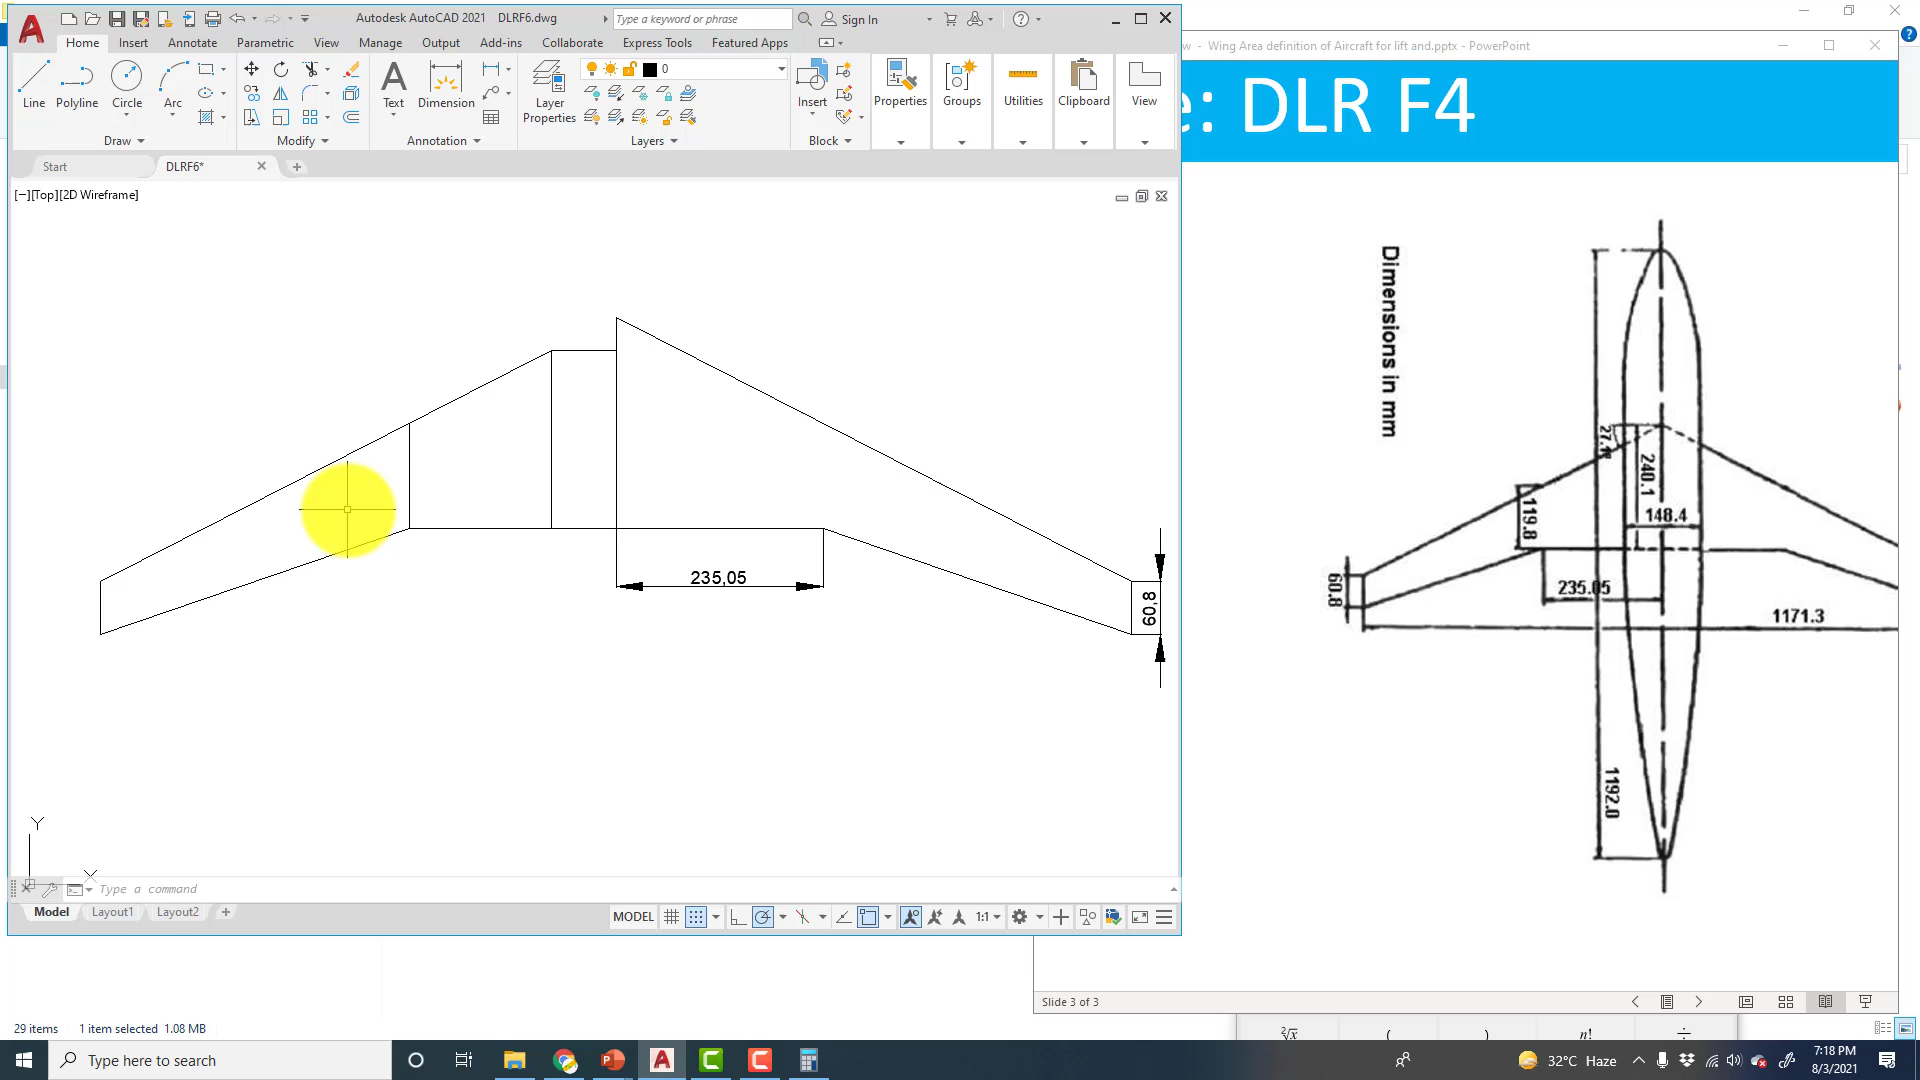 Autodesk AutoCAD 2021 DLRF6.dwg
Type a keyword or phrase
Sign In
Home Insert Annotate Parametric View Manage Output Add-ins Collaborate Express Tools Featured Apps
Line Polyline Circle Arc
Text Dimension
Layer Properties
0
Insert
Properties Groups Utilities Clipboard View
Draw Modify Annotation Layers Block
Start DLRF6*
[−][Top][2D Wireframe]
235,05
60,8
Y
X
Type a command
Model Layout1 Layout2
MODEL 1:1
Wing Area definition of Aircraft for lift and.pptx - PowerPoint
: DLR F4
Dimensions in mm
240.1
119.8
148.4
60.8
235.05
1171.3
1192.0
Slide 3 of 3
29 items 1 item selected 1.08 MB
²√x ( ) n! ÷
Type here to search
32°C Haze
7:18 PM
8/3/2021